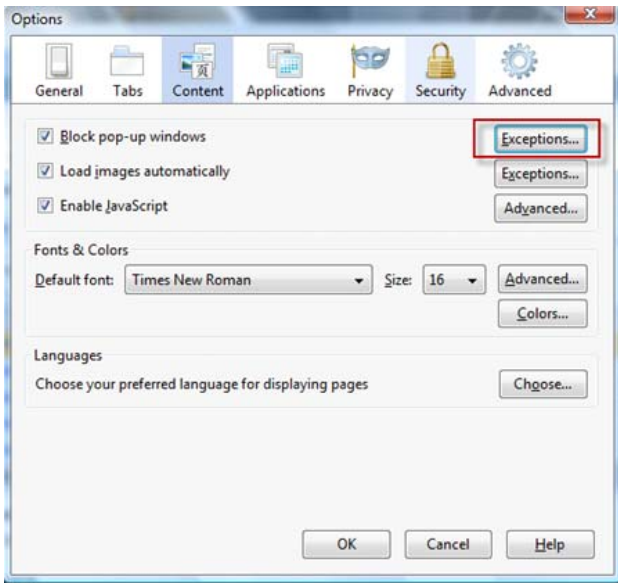 Options
General Tabs Content Applications Privacy Security Advanced
页
Block pop-up windows Exceptions...
Load images automatically Exceptions...
Enable JavaScript Advanced...
Fonts & Colors
Default font: Times New Roman Size: 16 Advanced...
Colors...
Languages
Choose your preferred language for displaying pages Choose...
OK Cancel Help